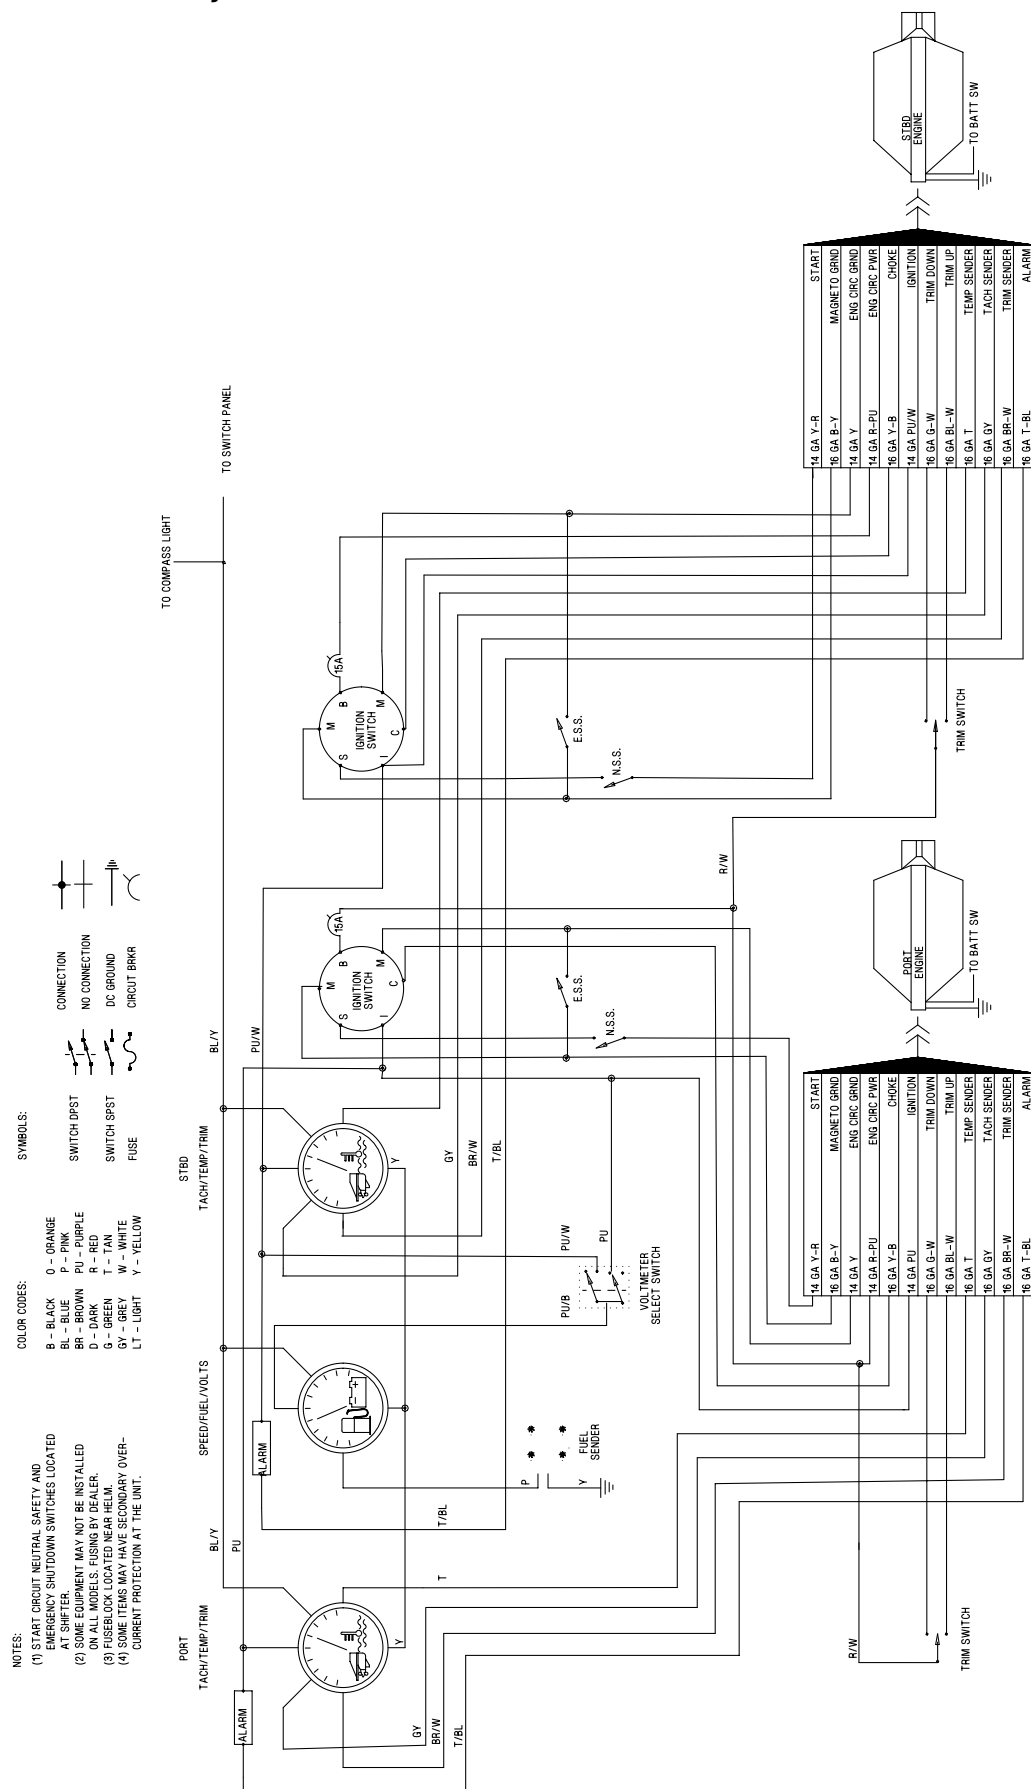 NOTES:
(1) START CIRCUIT NEUTRAL SAFETY AND
EMERGENCY SHUTDOWN SWITCHES LOCATED
AT SHIFTER.
(2) SOME EQUIPMENT MAY NOT BE INSTALLED
ON ALL MODELS. FUSING BY DEALER.
(3) FUSEBLOCK LOCATED NEAR HELM.
(4) SOME ITEMS MAY HAVE SECONDARY OVER-
CURRENT PROTECTION AT THE UNIT.
COLOR CODES:
B - BLACK O - ORANGE
BL - BLUE P - PINK
BR - BROWN PU - PURPLE
D - DARK R - RED
G - GREEN T - TAN
GY - GREY W - WHITE
LT - LIGHT Y - YELLOW
SYMBOLS:
SWITCH DPST
SWITCH SPST
FUSE
CONNECTION
NO CONNECTION
DC GROUND
CIRCUT BRKR
TO COMPASS LIGHT
TO SWITCH PANEL
PORT
TACH/TEMP/TRIM
BL/Y
PU
ALARM
Y
GY
BR/W
T/BL
T
SPEED/FUEL/VOLTS
ALARM
T/BL
P
Y
FUEL
SENDER
STBD
TACH/TEMP/TRIM
BL/Y
PU/W
Y
GY
BR/W
T/BL
PU/B
PU/W
PU
VOLTMETER
SELECT SWITCH
S
M
B
IGNITION
SWITCH
I
C
M
15A
E.S.S.
N.S.S.
S
M
B
IGNITION
SWITCH
I
C
M
15A
E.S.S.
N.S.S.
R/W
TRIM SWITCH
R/W
TRIM SWITCH
14 GA Y-R START
16 GA B-Y MAGNETO GRND
14 GA Y ENG CIRC GRND
14 GA R-PU ENG CIRC PWR
16 GA Y-B CHOKE
14 GA PU IGNITION
16 GA G-W TRIM DOWN
16 GA BL-W TRIM UP
16 GA T TEMP SENDER
16 GA GY TACH SENDER
16 GA BR-W TRIM SENDER
16 GA T-BL ALARM
PORT
ENGINE
TO BATT SW
14 GA Y-R START
16 GA B-Y MAGNETO GRND
14 GA Y ENG CIRC GRND
14 GA R-PU ENG CIRC PWR
16 GA Y-B CHOKE
14 GA PU/W IGNITION
16 GA G-W TRIM DOWN
16 GA BL-W TRIM UP
16 GA T TEMP SENDER
16 GA GY TACH SENDER
16 GA BR-W TRIM SENDER
16 GA T-BL ALARM
STBD
ENGINE
TO BATT SW